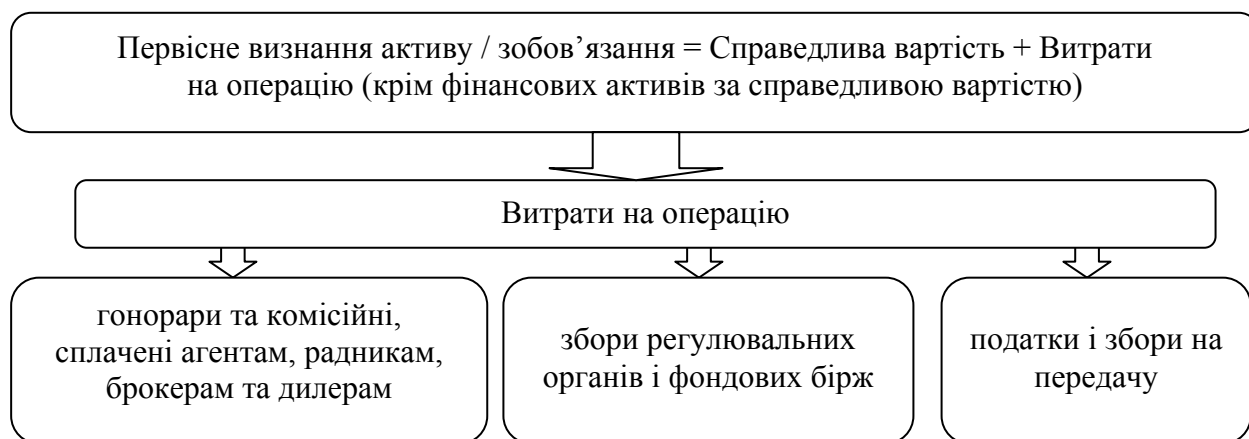 Первісне визнання активу / зобов’язання = Справедлива вартість + Витрати
на операцію (крім фінансових активів за справедливою вартістю)
Витрати на операцію
гонорари та комісійні,
сплачені агентам, радникам,
брокерам та дилерам
збори регулювальних
органів і фондових бірж
податки і збори на
передачу